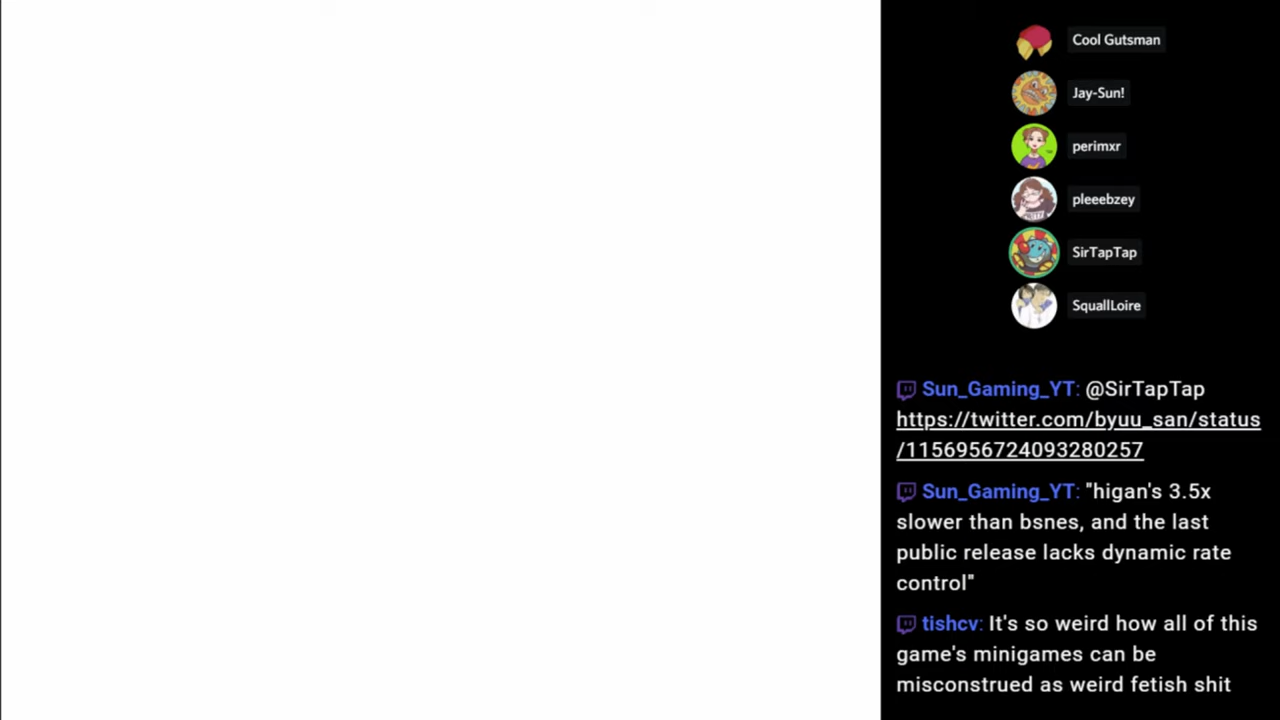 Cool Gutsman
Jay-Sun!
perimxr
pleeebzey
SirTapTap
SquallLoire
Sun_Gaming_YT: @SirTapTap
https://twitter.com/byuu_san/status
/1156956724093280257
Sun_Gaming_YT: "higan's 3.5x
slower than bsnes, and the last
public release lacks dynamic rate
control"
tishcv: It's so weird how all of this
game's minigames can be
misconstrued as weird fetish shit